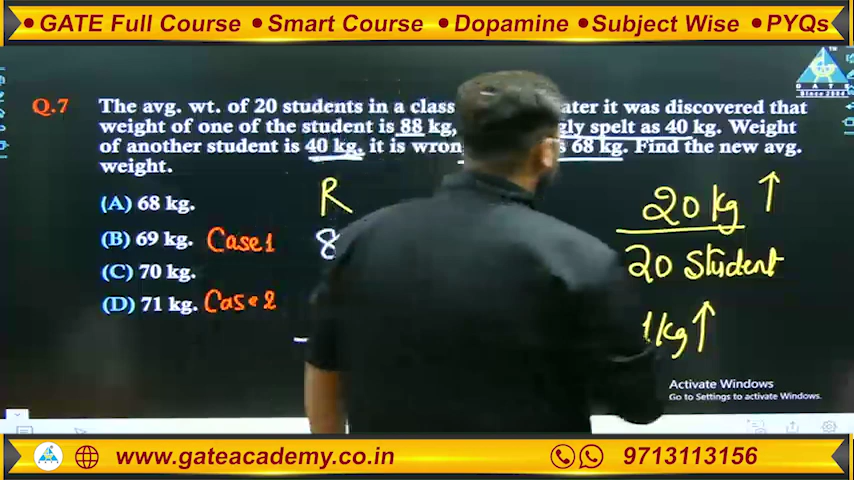 • GATE Full Course • Smart Course • Dopamine • Subject Wise • PYQs
GATE
Since 2004
Q.7 The avg. wt. of 20 students in a class ater it was discovered that
weight of one of the student is 88 kg, gly spelt as 40 kg. Weight
of another student is 40 kg, it is wron s 68 kg. Find the new avg.
weight.
(A) 68 kg.
(B) 69 kg. Case 1
(C) 70 kg.
(D) 71 kg. Case 2
R
8
20 kg ↑
20 student
1 kg ↑
Activate Windows
Go to Settings to activate Windows.
www.gateacademy.co.in 9713113156